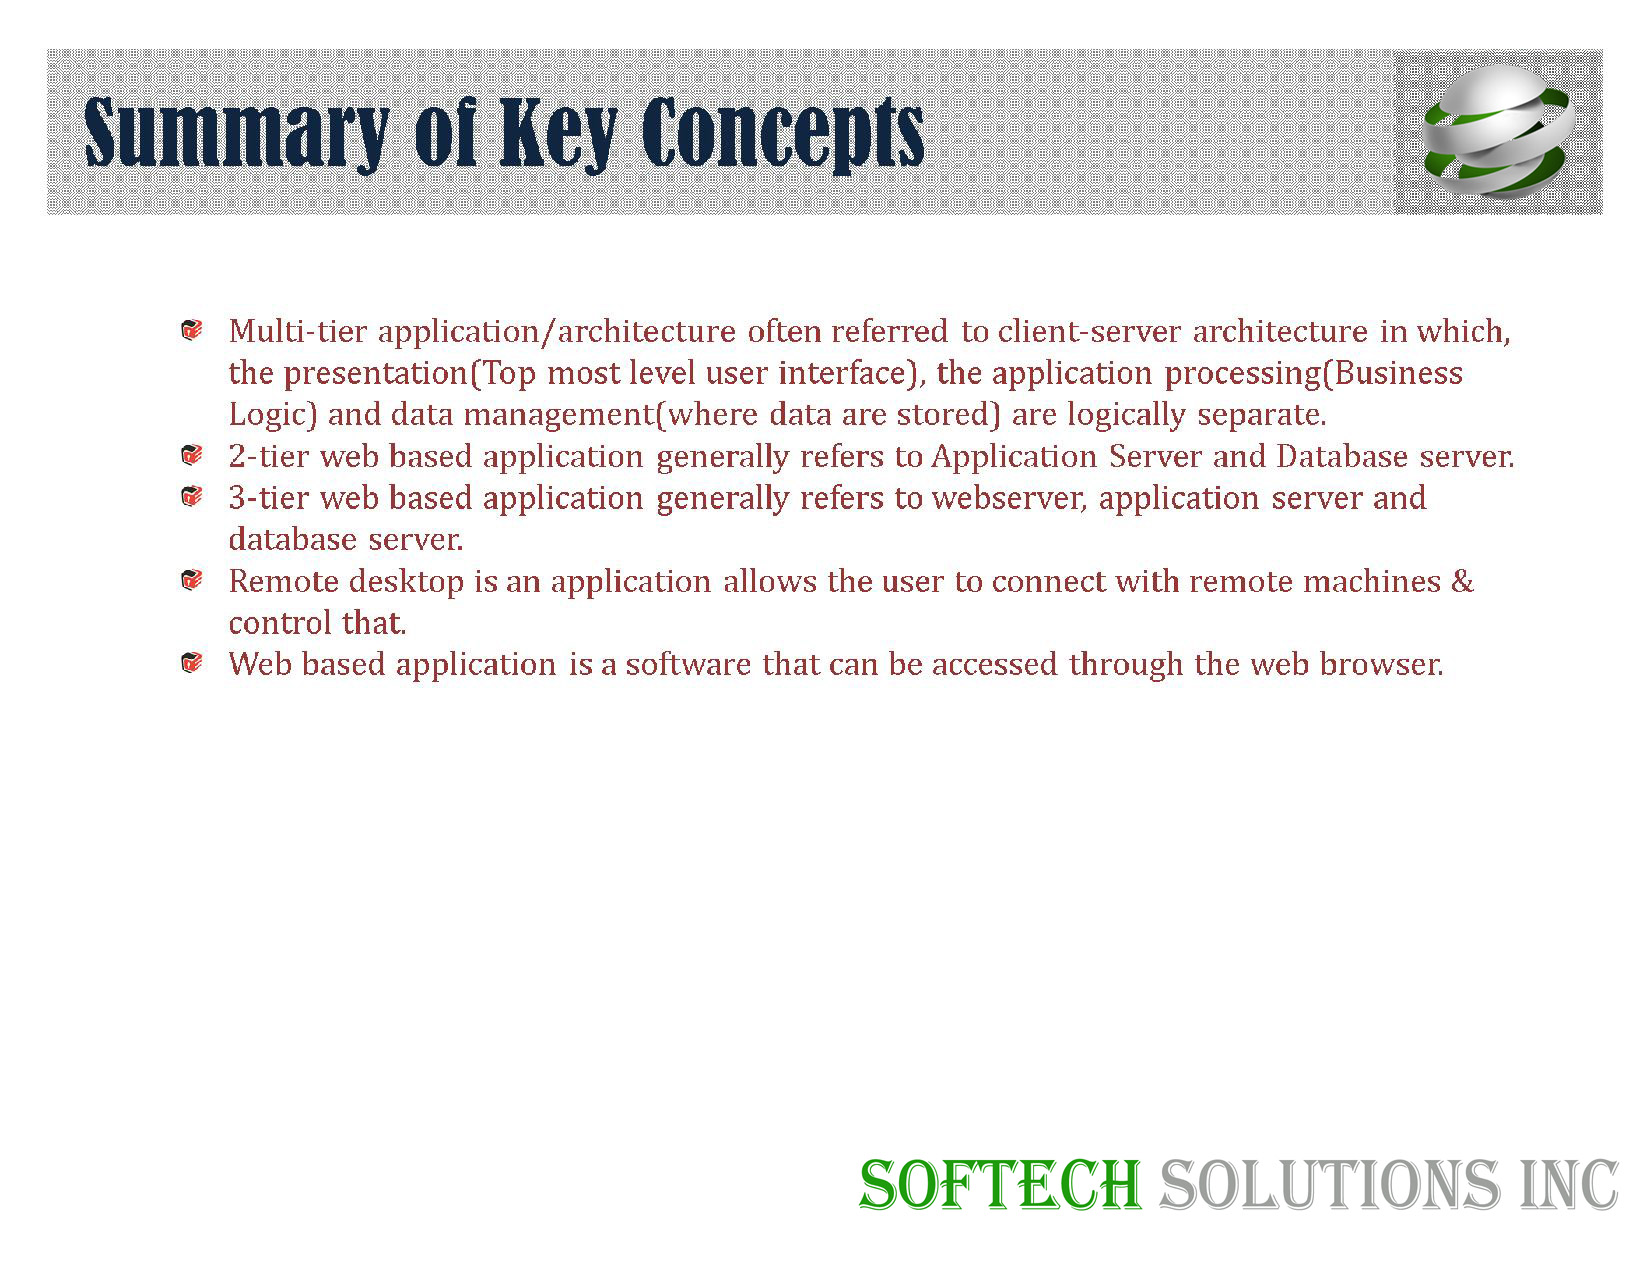 Summary of Key Concepts
Multi-tier application/architecture often referred to client-server architecture in which,
the presentation(Top most level user interface), the application processing(Business
Logic) and data management(where data are stored) are logically separate.
2-tier web based application generally refers to Application Server and Database server.
3-tier web based application generally refers to webserver, application server and
database server.
Remote desktop is an application allows the user to connect with remote machines &
control that.
Web based application is a software that can be accessed through the web browser.
SOFTECH SOLUTIONS INC